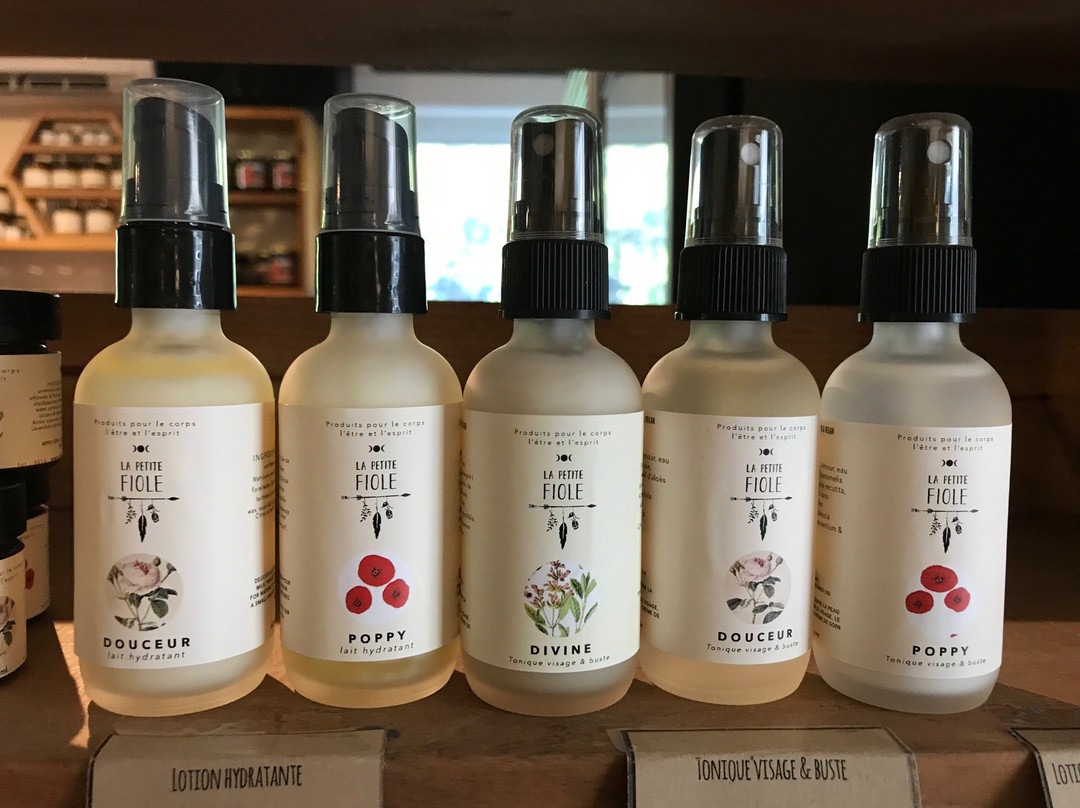 Produits pour le corps
l'être et l'esprit
LA PETITE
FIOLE
DOUCEUR
lait hydratant
Produits pour le corps
l'être et l'esprit
LA PETITE
FIOLE
POPPY
lait hydratant
Produits pour le corps
l'être et l'esprit
LA PETITE
FIOLE
DIVINE
Tonique visage & buste
Produits pour le corps
l'être et l'esprit
LA PETITE
FIOLE
DOUCEUR
Tonique visage & buste
Produits pour le corps
l'être et l'esprit
LA PETITE
FIOLE
POPPY
Tonique visage & buste
LOTION HYDRATANTE
TONIQUE VISAGE & BUSTE